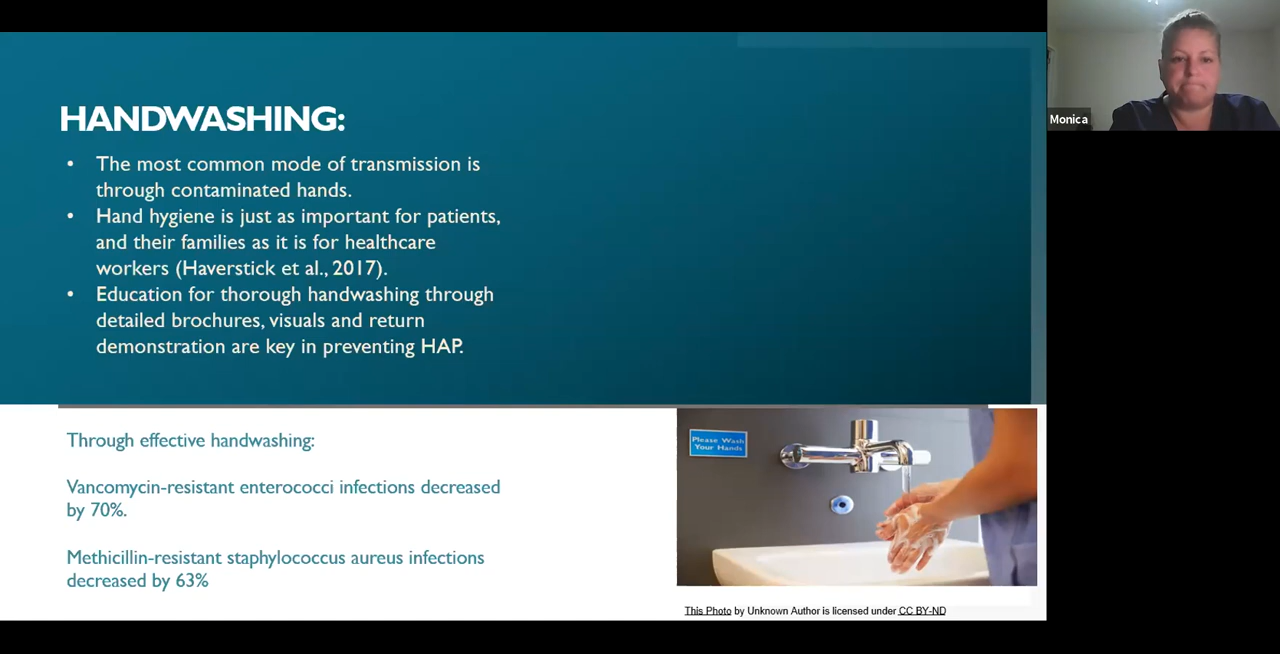 HANDWASHING:
• The most common mode of transmission is
through contaminated hands.
• Hand hygiene is just as important for patients,
and their families as it is for healthcare
workers (Haverstick et al., 2017).
• Education for thorough handwashing through
detailed brochures, visuals and return
demonstration are key in preventing HAP.
Through effective handwashing:
Vancomycin-resistant enterococci infections decreased
by 70%.
Methicillin-resistant staphylococcus aureus infections
decreased by 63%
Please Wash
Your Hands
This Photo by Unknown Author is licensed under CC BY-ND
Monica